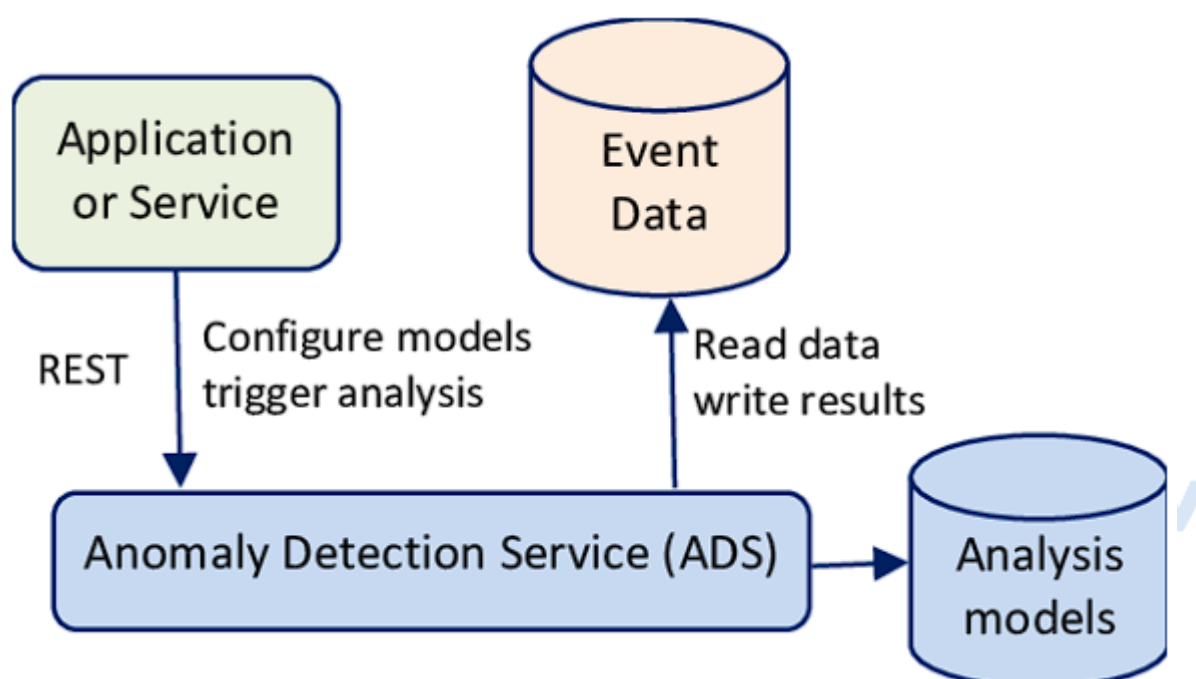 Application
or Service
Event
Data
REST
Configure models
trigger analysis
Read data
write results
Anomaly Detection Service (ADS)
Analysis
models